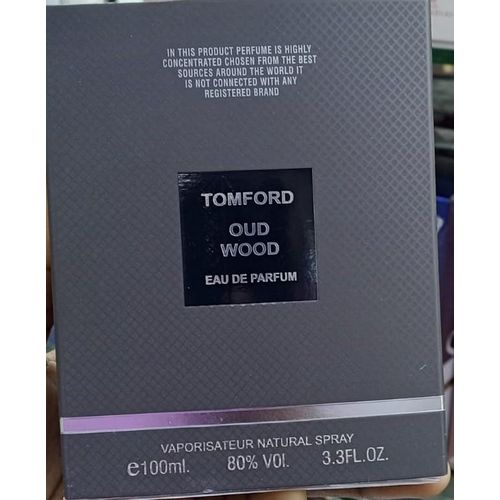 IN THIS PRODUCT PERFUME IS HIGHLY
CONCENTRATED CHOSEN FROM THE BEST
SOURCES AROUND THE WORLD IT
IS NOT CONNECTED WITH ANY
REGISTERED BRAND
TOMFORD
OUD
WOOD
EAU DE PARFUM
VAPORISATEUR NATURAL SPRAY
e100ml. 80% VOl. 3.3FL.OZ.